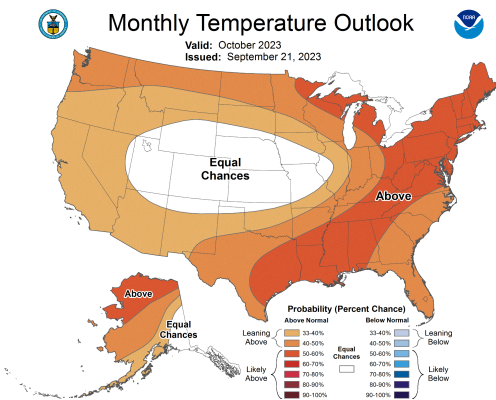 Monthly Temperature Outlook
Valid: October 2023
Issued: September 21, 2023
NOAA
Equal
Chances
Above
Above
Equal
Chances
Probability (Percent Chance)
Above Normal
Below Normal
Leaning
Above
33-40%
40-50%
33-40%
40-50%
Leaning
Below
Equal
Chances
Likely
Above
50-60%
60-70%
70-80%
80-90%
90-100%
50-60%
60-70%
70-80%
80-90%
90-100%
Likely
Below